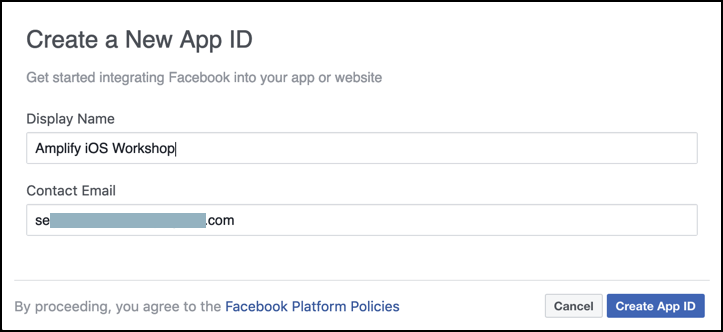 Create a New App ID
Get started integrating Facebook into your app or website
Display Name
Amplify iOS Workshop
Contact Email
se .com
By proceeding, you agree to the Facebook Platform Policies
Cancel
Create App ID